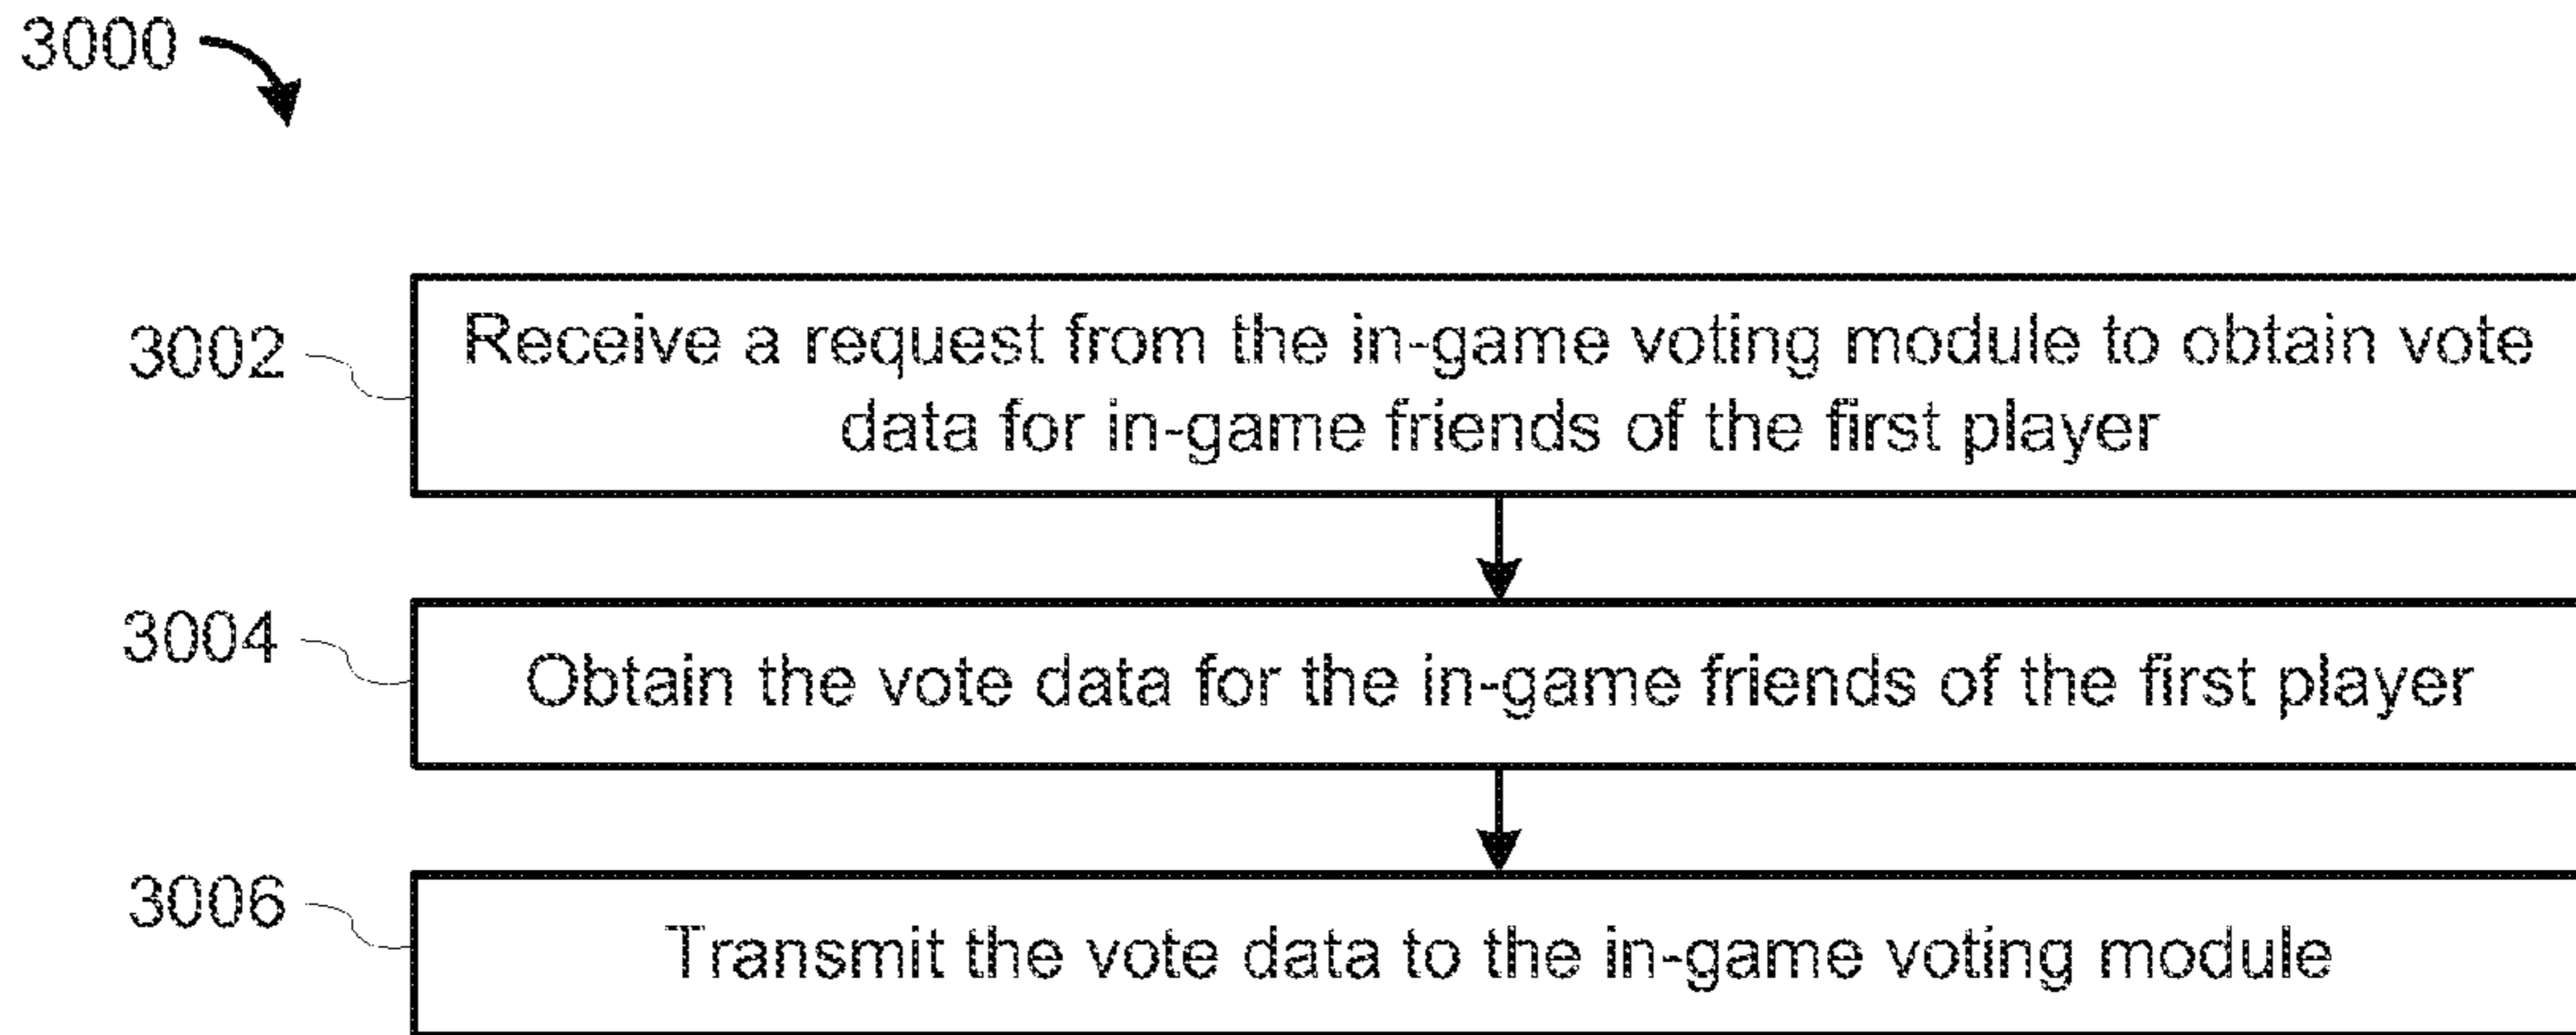 3000
3002
Receive a request from the in-game voting module to obtain vote
data for in-game friends of the first player
3004
Obtain the vote data for the in-game friends of the first player
3006
Transmit the vote data to the in-game voting module